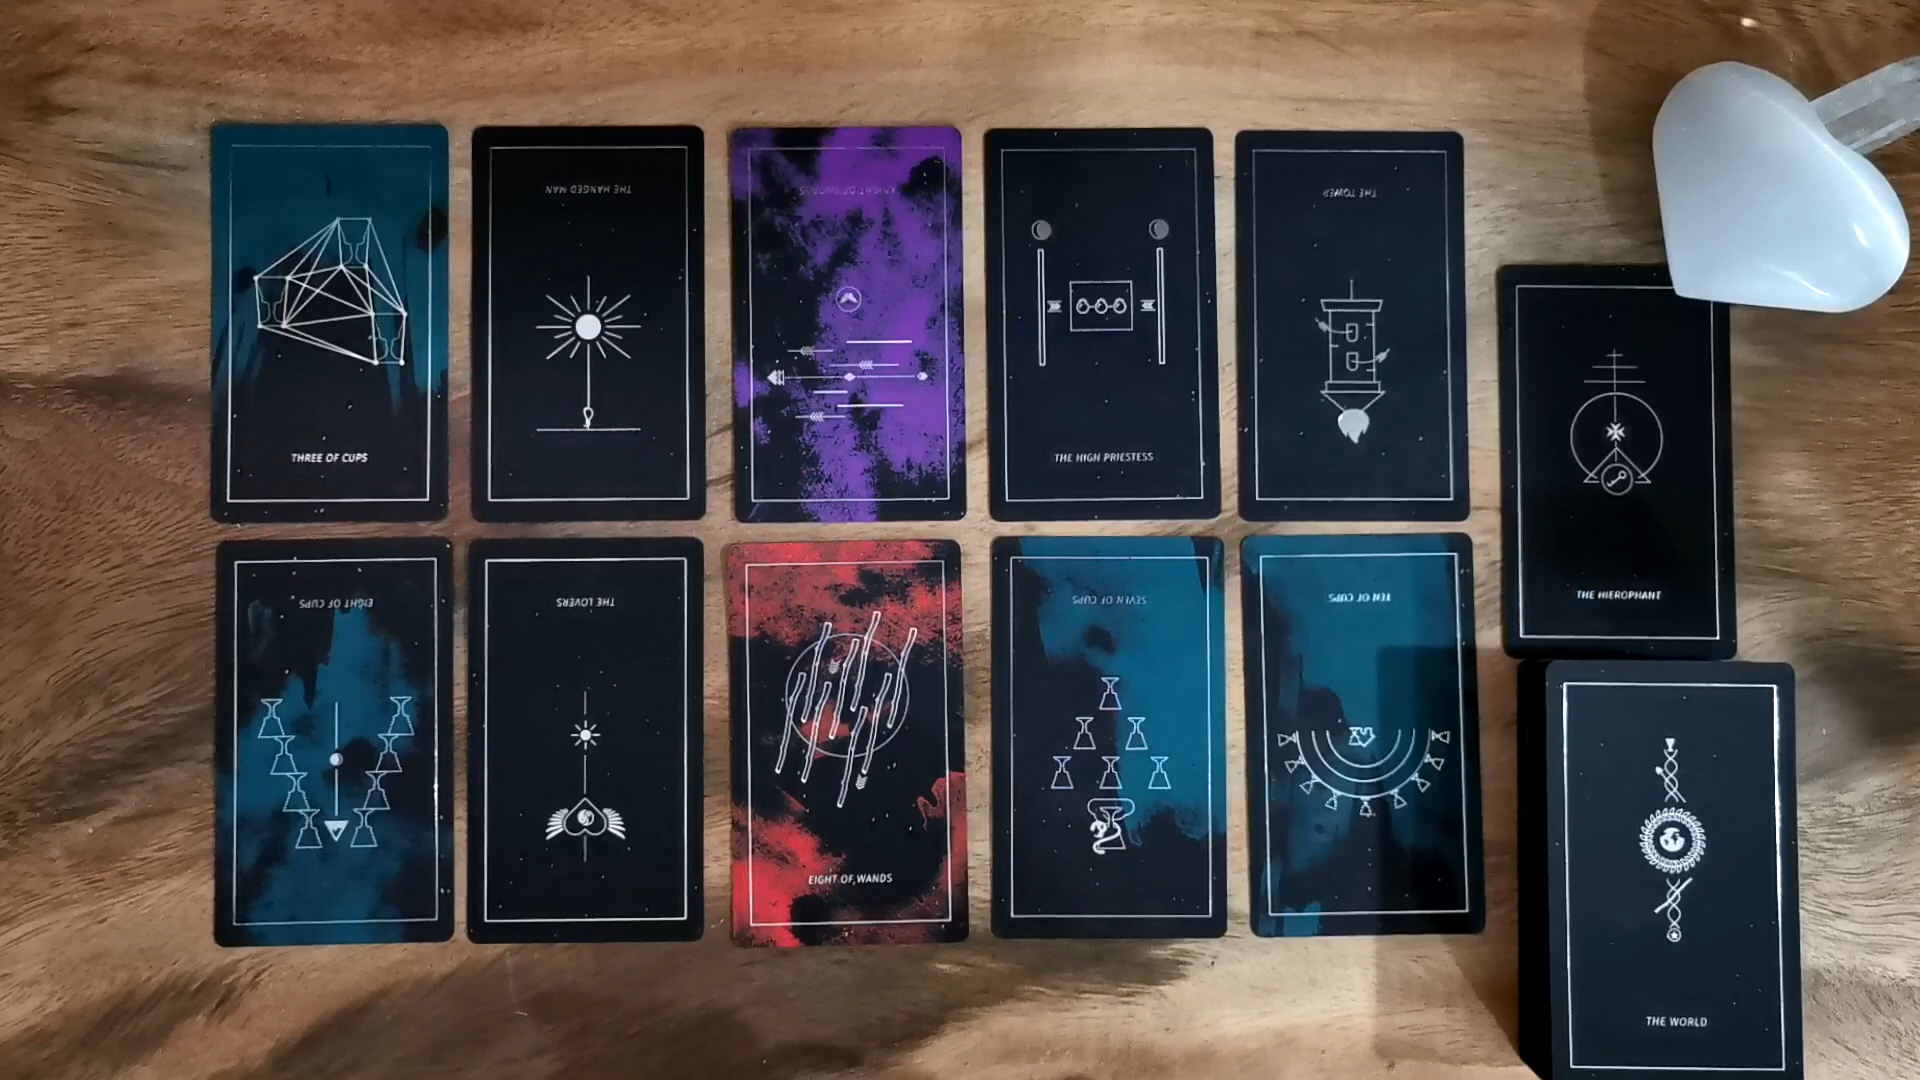 THREE OF CUPS
THE HANGED MAN
KNIGHT OF SWORDS
THE HIGH PRIESTESS
THE TOWER
THE HIEROPHANT
EIGHT OF CUPS
THE LOVERS
EIGHT OF WANDS
SEVEN OF CUPS
TEN OF CUPS
THE WORLD